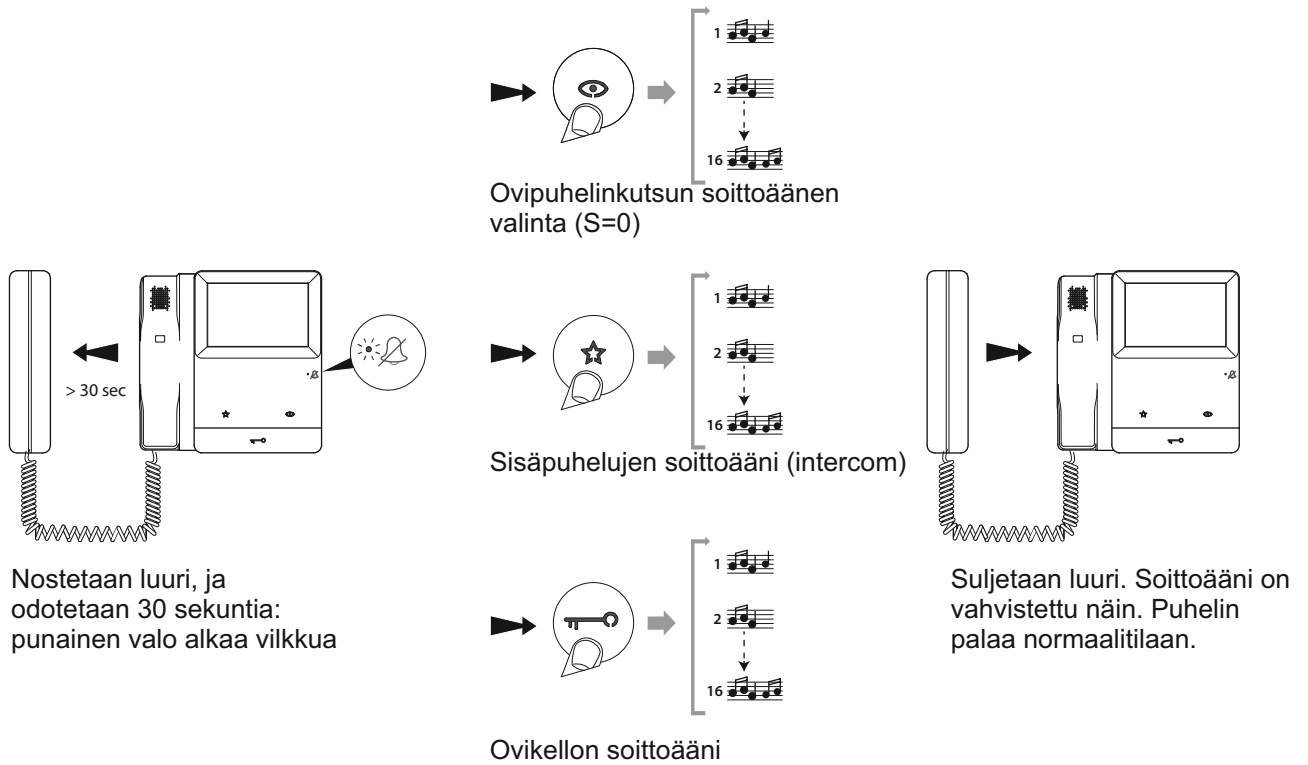 1
2
16
Ovipuhelinkutsun soittoäänen
valinta (S=0)
> 30 sec
Nostetaan luuri, ja
odotetaan 30 sekuntia:
punainen valo alkaa vilkkua
1
2
16
Sisäpuhelujen soittoääni (intercom)
1
2
16
Ovikellon soittoääni
Suljetaan luuri. Soittoääni on
vahvistettu näin. Puhelin
palaa normaalitilaan.